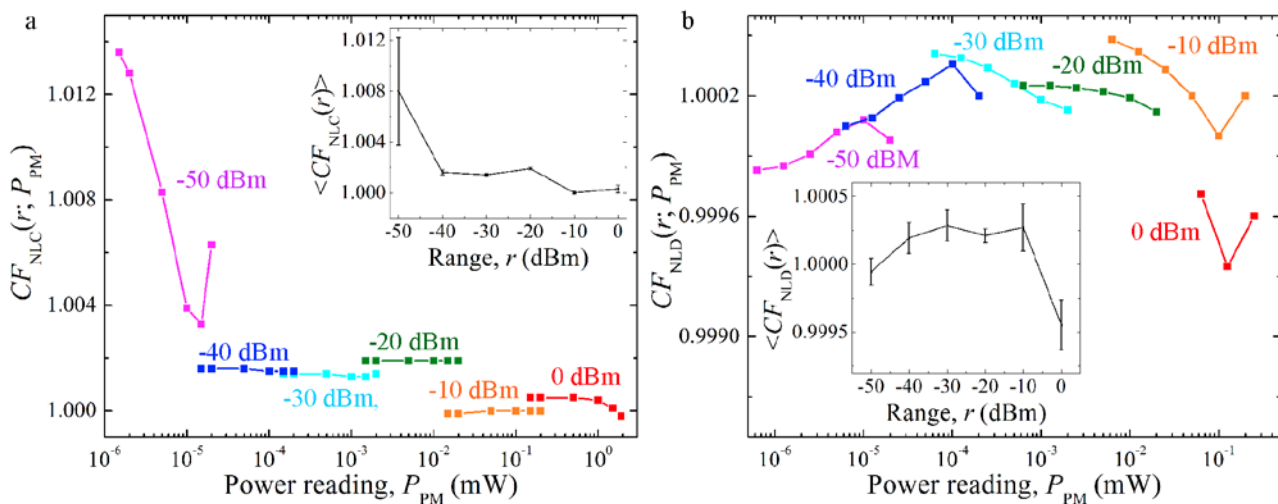 a
CF_NLC(r; P_PM)
1.012
1.008
1.004
1.000
-50 dBm
-40 dBm
-30 dBm,
-20 dBm
-10 dBm
0 dBm
10^-6 10^-5 10^-4 10^-3 10^-2 10^-1 10^0
Power reading, P_PM (mW)
<CF_NLC(r)>
1.012
1.008
1.004
1.000
-50 -40 -30 -20 -10 0
Range, r (dBm)
b
CF_NLD(r; P_PM)
1.0002
0.9996
0.9990
-30 dBm
-10 dBm
-40 dBm
-20 dBm
-50 dBM
0 dBm
10^-6 10^-5 10^-4 10^-3 10^-2 10^-1
Power reading, P_PM (mW)
<CF_NLD(r)>
1.0005
1.0000
0.9995
-50 -40 -30 -20 -10 0
Range, r (dBm)